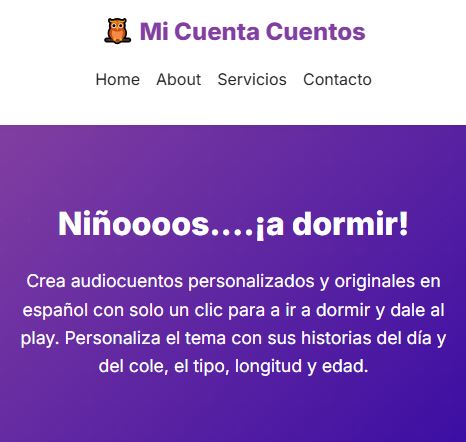 Mi Cuenta Cuentos
Home About Servicios Contacto
Niñoooos....¡a dormir!
Crea audiocuentos personalizados y originales en
español con solo un clic para a ir a dormir y dale al
play. Personaliza el tema con sus historias del día y
del cole, el tipo, longitud y edad.